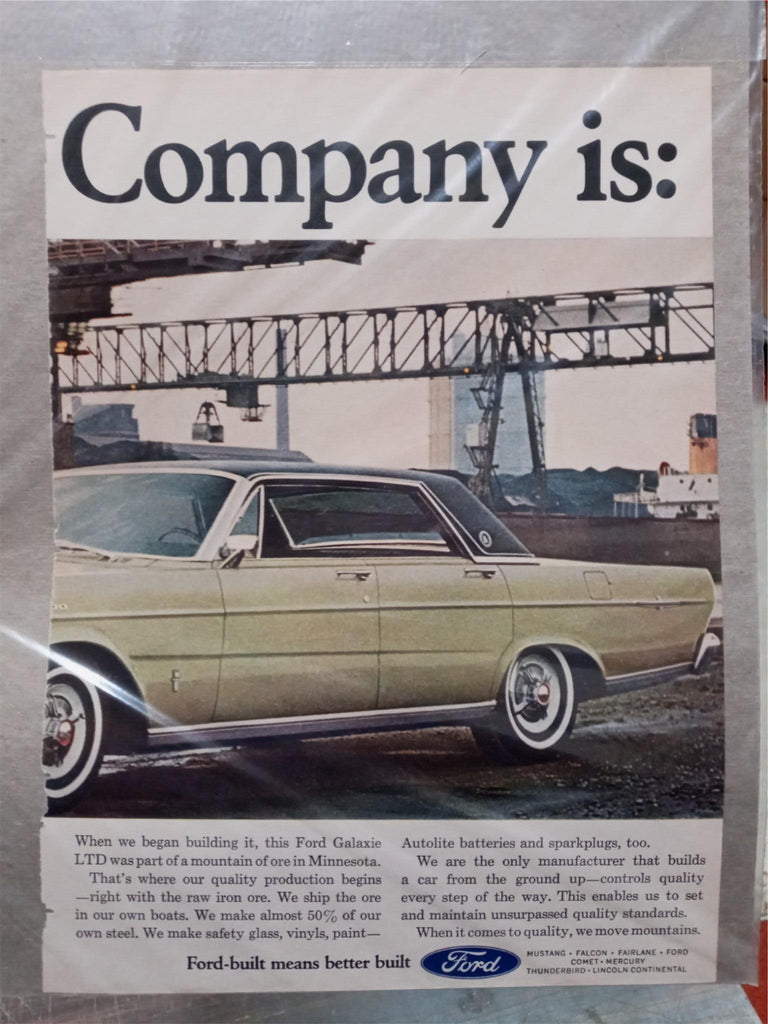 Company is:
When we began building it, this Ford Galaxie
LTD was part of a mountain of ore in Minnesota.
That's where our quality production begins
—right with the raw iron ore. We ship the ore
in our own boats. We make almost 50% of our
own steel. We make safety glass, vinyls, paint—
Autolite batteries and sparkplugs, too.
We are the only manufacturer that builds
a car from the ground up—controls quality
every step of the way. This enables us to set
and maintain unsurpassed quality standards.
When it comes to quality, we move mountains.
Ford-built means better built
Ford
MUSTANG • FALCON • FAIRLANE • FORD
COMET • MERCURY
THUNDERBIRD • LINCOLN CONTINENTAL